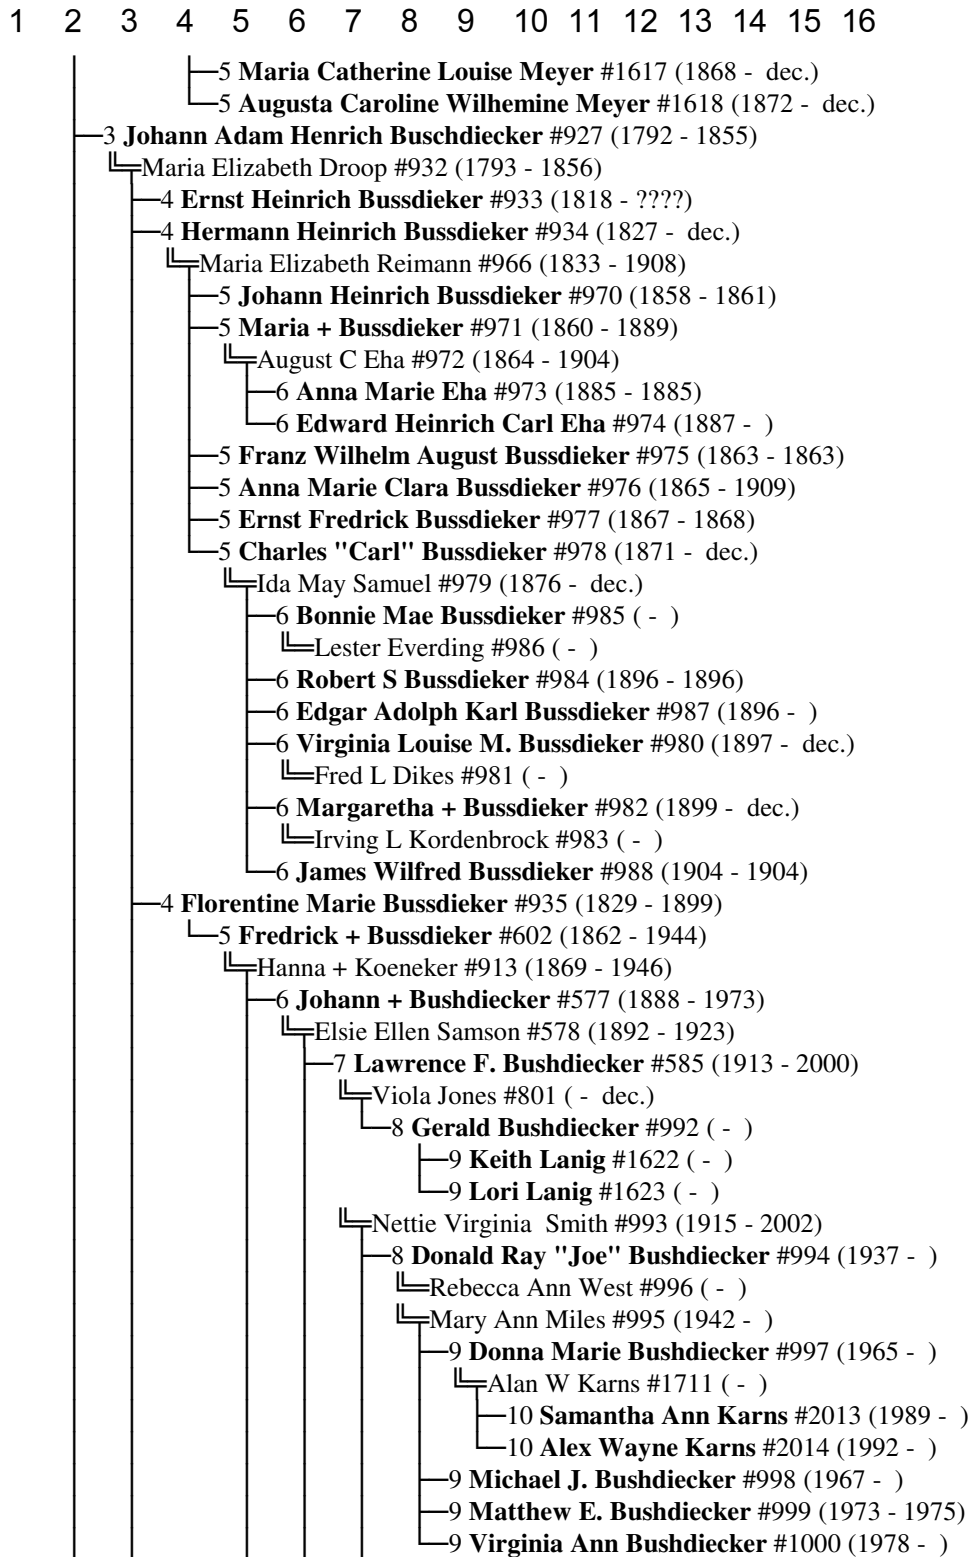 1 2 3 4 5 6 7 8 9 10 11 12 13 14 15 16
5 Maria Catherine Louise Meyer #1617 (1868 - dec.)
5 Augusta Caroline Wilhemine Meyer #1618 (1872 - dec.)
3 Johann Adam Henrich Buschdiecker #927 (1792 - 1855)
Maria Elizabeth Droop #932 (1793 - 1856)
4 Ernst Heinrich Bussdieker #933 (1818 - ????)
4 Hermann Heinrich Bussdieker #934 (1827 - dec.)
Maria Elizabeth Reimann #966 (1833 - 1908)
5 Johann Heinrich Bussdieker #970 (1858 - 1861)
5 Maria + Bussdieker #971 (1860 - 1889)
August C Eha #972 (1864 - 1904)
6 Anna Marie Eha #973 (1885 - 1885)
6 Edward Heinrich Carl Eha #974 (1887 - )
5 Franz Wilhelm August Bussdieker #975 (1863 - 1863)
5 Anna Marie Clara Bussdieker #976 (1865 - 1909)
5 Ernst Fredrick Bussdieker #977 (1867 - 1868)
5 Charles "Carl" Bussdieker #978 (1871 - dec.)
Ida May Samuel #979 (1876 - dec.)
6 Bonnie Mae Bussdieker #985 ( - )
Lester Everding #986 ( - )
6 Robert S Bussdieker #984 (1896 - 1896)
6 Edgar Adolph Karl Bussdieker #987 (1896 - )
6 Virginia Louise M. Bussdieker #980 (1897 - dec.)
Fred L Dikes #981 ( - )
6 Margaretha + Bussdieker #982 (1899 - dec.)
Irving L Kordenbrock #983 ( - )
6 James Wilfred Bussdieker #988 (1904 - 1904)
4 Florentine Marie Bussdieker #935 (1829 - 1899)
5 Fredrick + Bussdieker #602 (1862 - 1944)
Hanna + Koeneker #913 (1869 - 1946)
6 Johann + Bushdiecker #577 (1888 - 1973)
Elsie Ellen Samson #578 (1892 - 1923)
7 Lawrence F. Bushdiecker #585 (1913 - 2000)
Viola Jones #801 ( - dec.)
8 Gerald Bushdiecker #992 ( - )
9 Keith Lanig #1622 ( - )
9 Lori Lanig #1623 ( - )
Nettie Virginia Smith #993 (1915 - 2002)
8 Donald Ray "Joe" Bushdiecker #994 (1937 - )
Rebecca Ann West #996 ( - )
Mary Ann Miles #995 (1942 - )
9 Donna Marie Bushdiecker #997 (1965 - )
Alan W Karns #1711 ( - )
10 Samantha Ann Karns #2013 (1989 - )
10 Alex Wayne Karns #2014 (1992 - )
9 Michael J. Bushdiecker #998 (1967 - )
9 Matthew E. Bushdiecker #999 (1973 - 1975)
9 Virginia Ann Bushdiecker #1000 (1978 - )